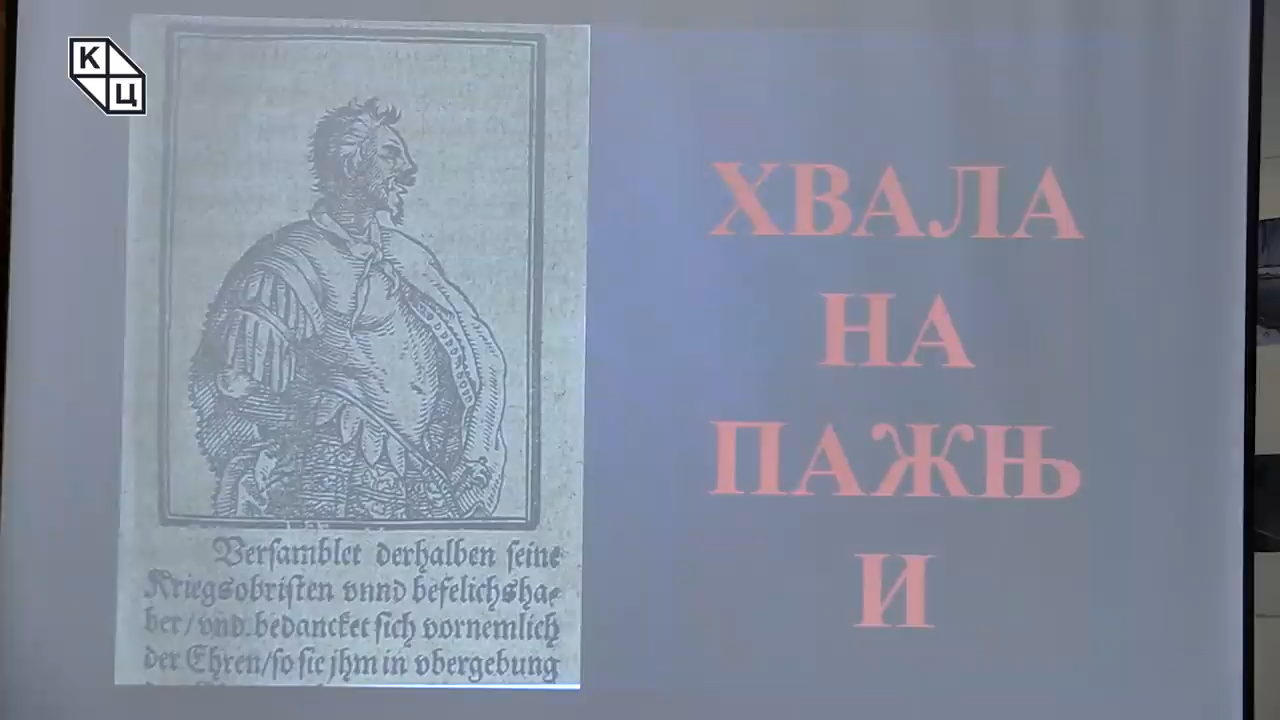 К
Ц
Versamblet derhalben seine
Kriegsobristen vnnd befelichsha-
ber/ vnd bedancket sich vornemlich
der Ehren/ so sie jhm in vbergebung
ХВАЛА
НА
ПАЖЊ
И